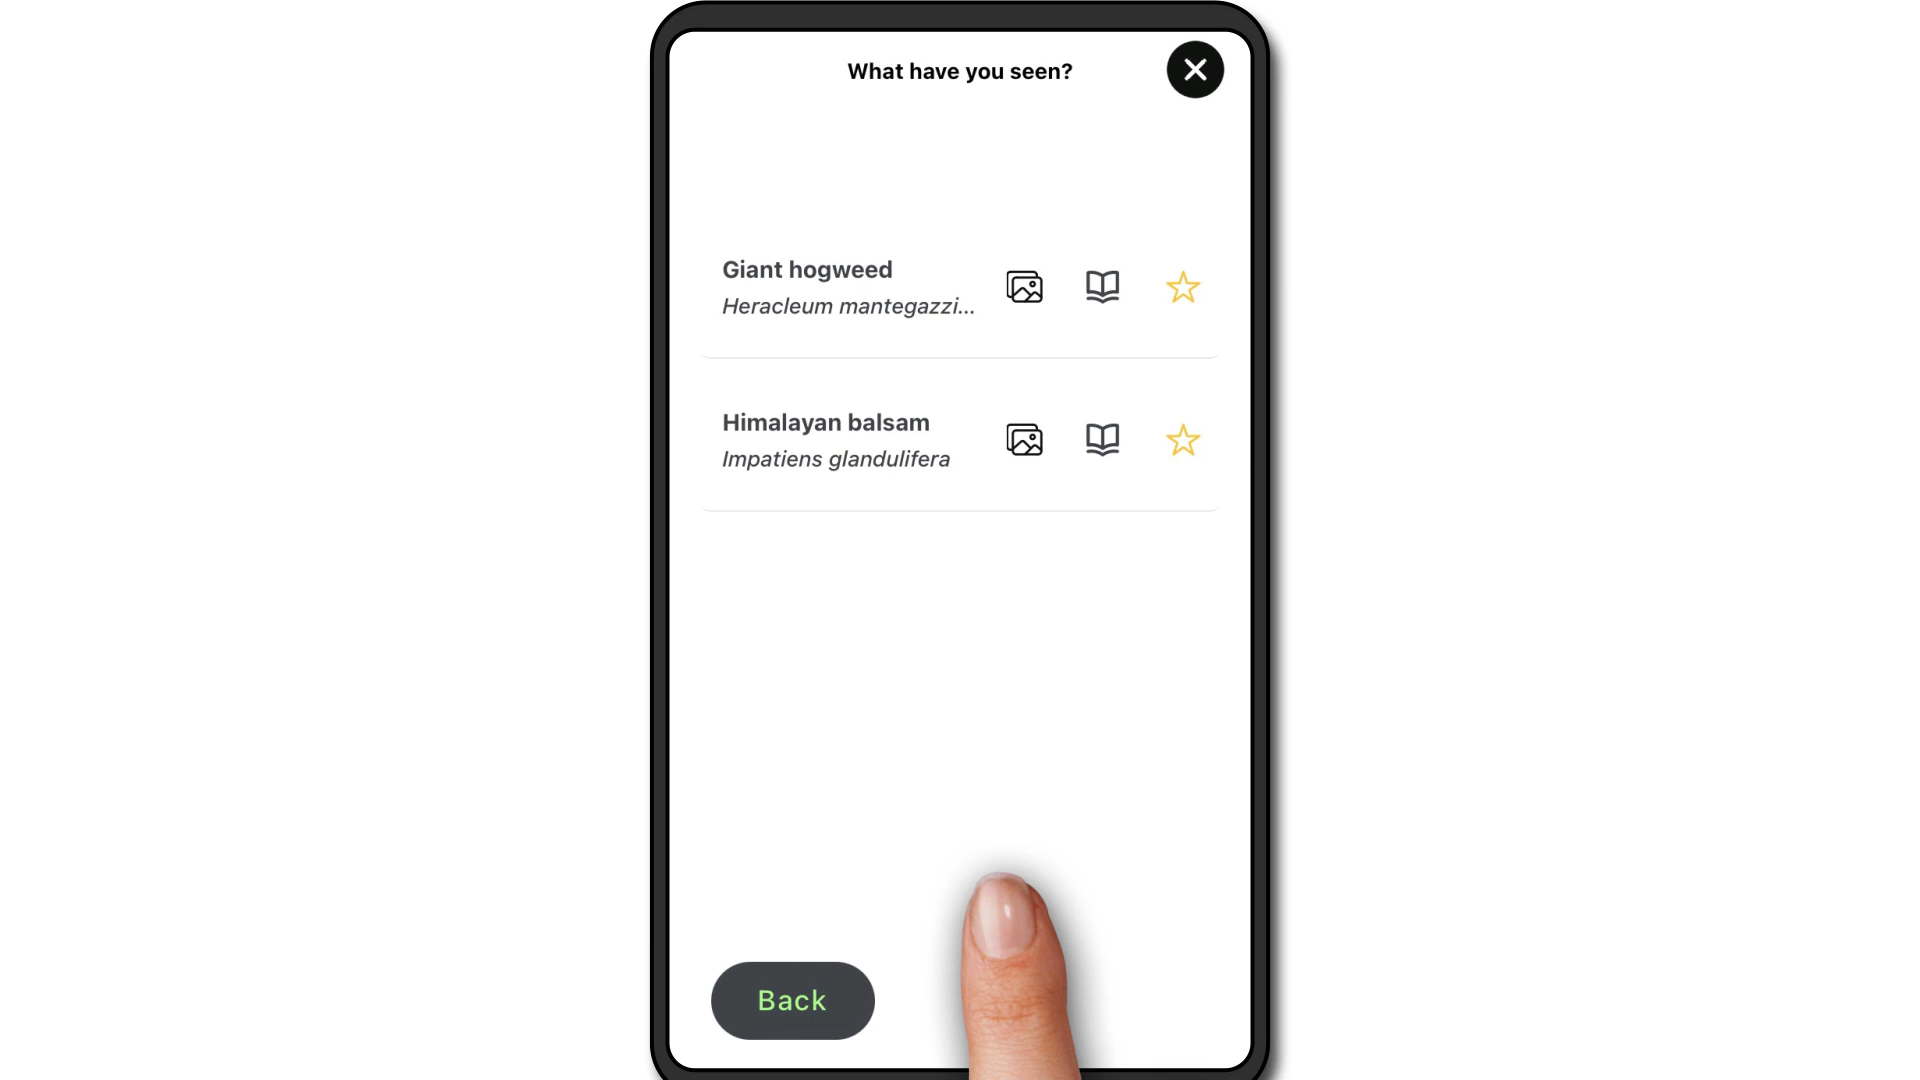 What have you seen?
Giant hogweed
Heracleum mantegazzi...
Himalayan balsam
Impatiens glandulifera
Back